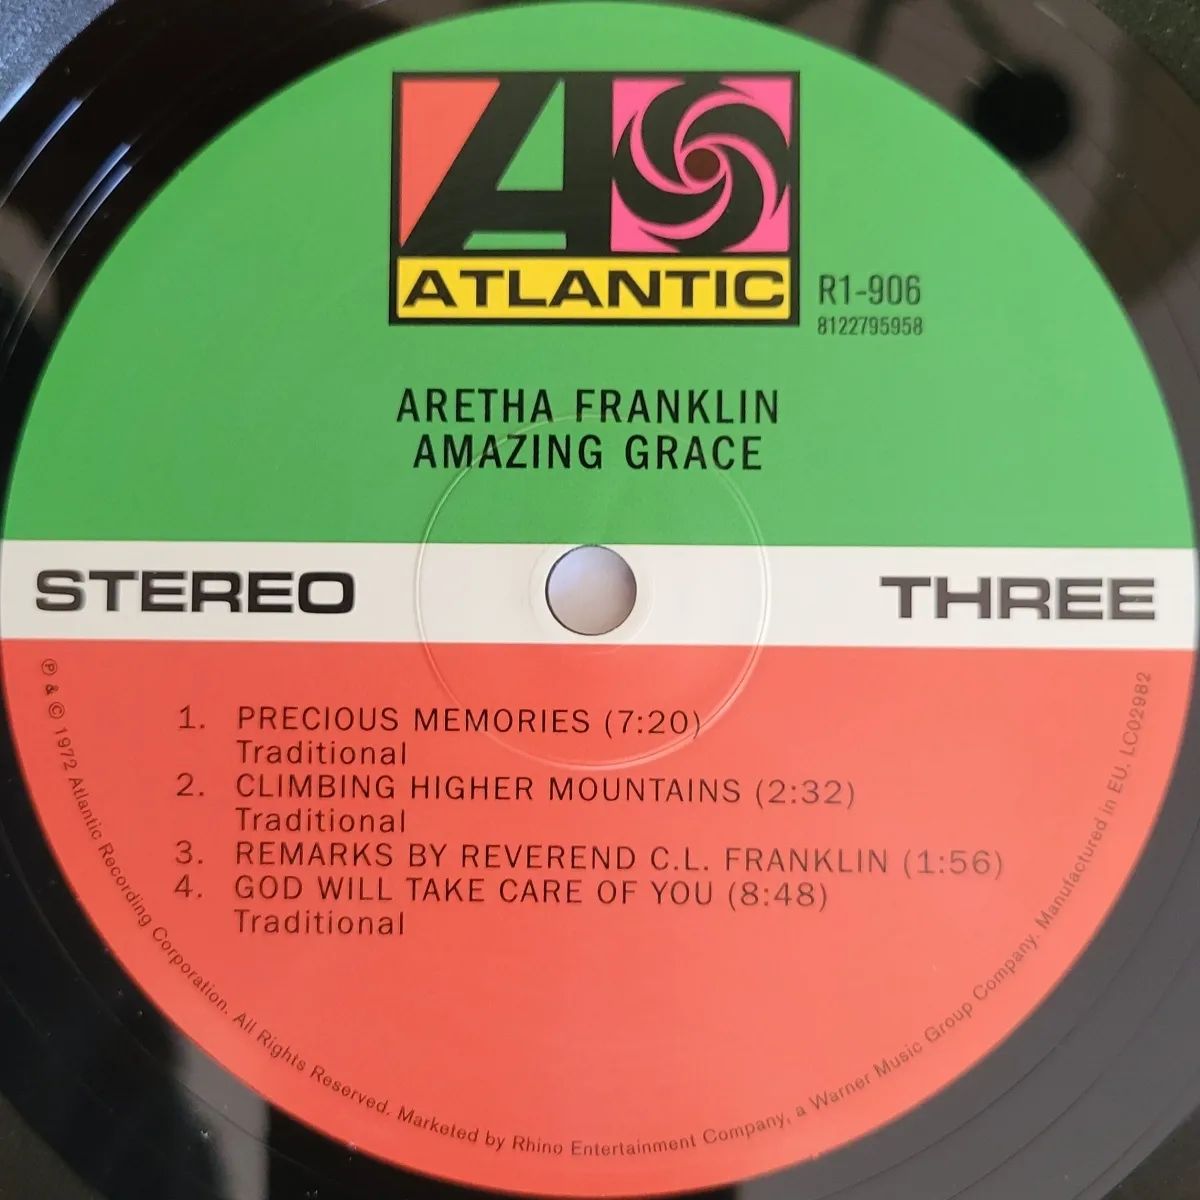 ATLANTIC
R1-906
8122795958
ARETHA FRANKLIN
AMAZING GRACE
STEREO
THREE
1. PRECIOUS MEMORIES (7:20)
Traditional
2. CLIMBING HIGHER MOUNTAINS (2:32)
Traditional
3. REMARKS BY REVEREND C.L. FRANKLIN (1:56)
4. GOD WILL TAKE CARE OF YOU (8:48)
Traditional
℗ & © 1972 Atlantic Recording Corporation. All Rights Reserved. Marketed by Rhino Entertainment Company, a Warner Music Group Company. Manufactured in EU. LC02982